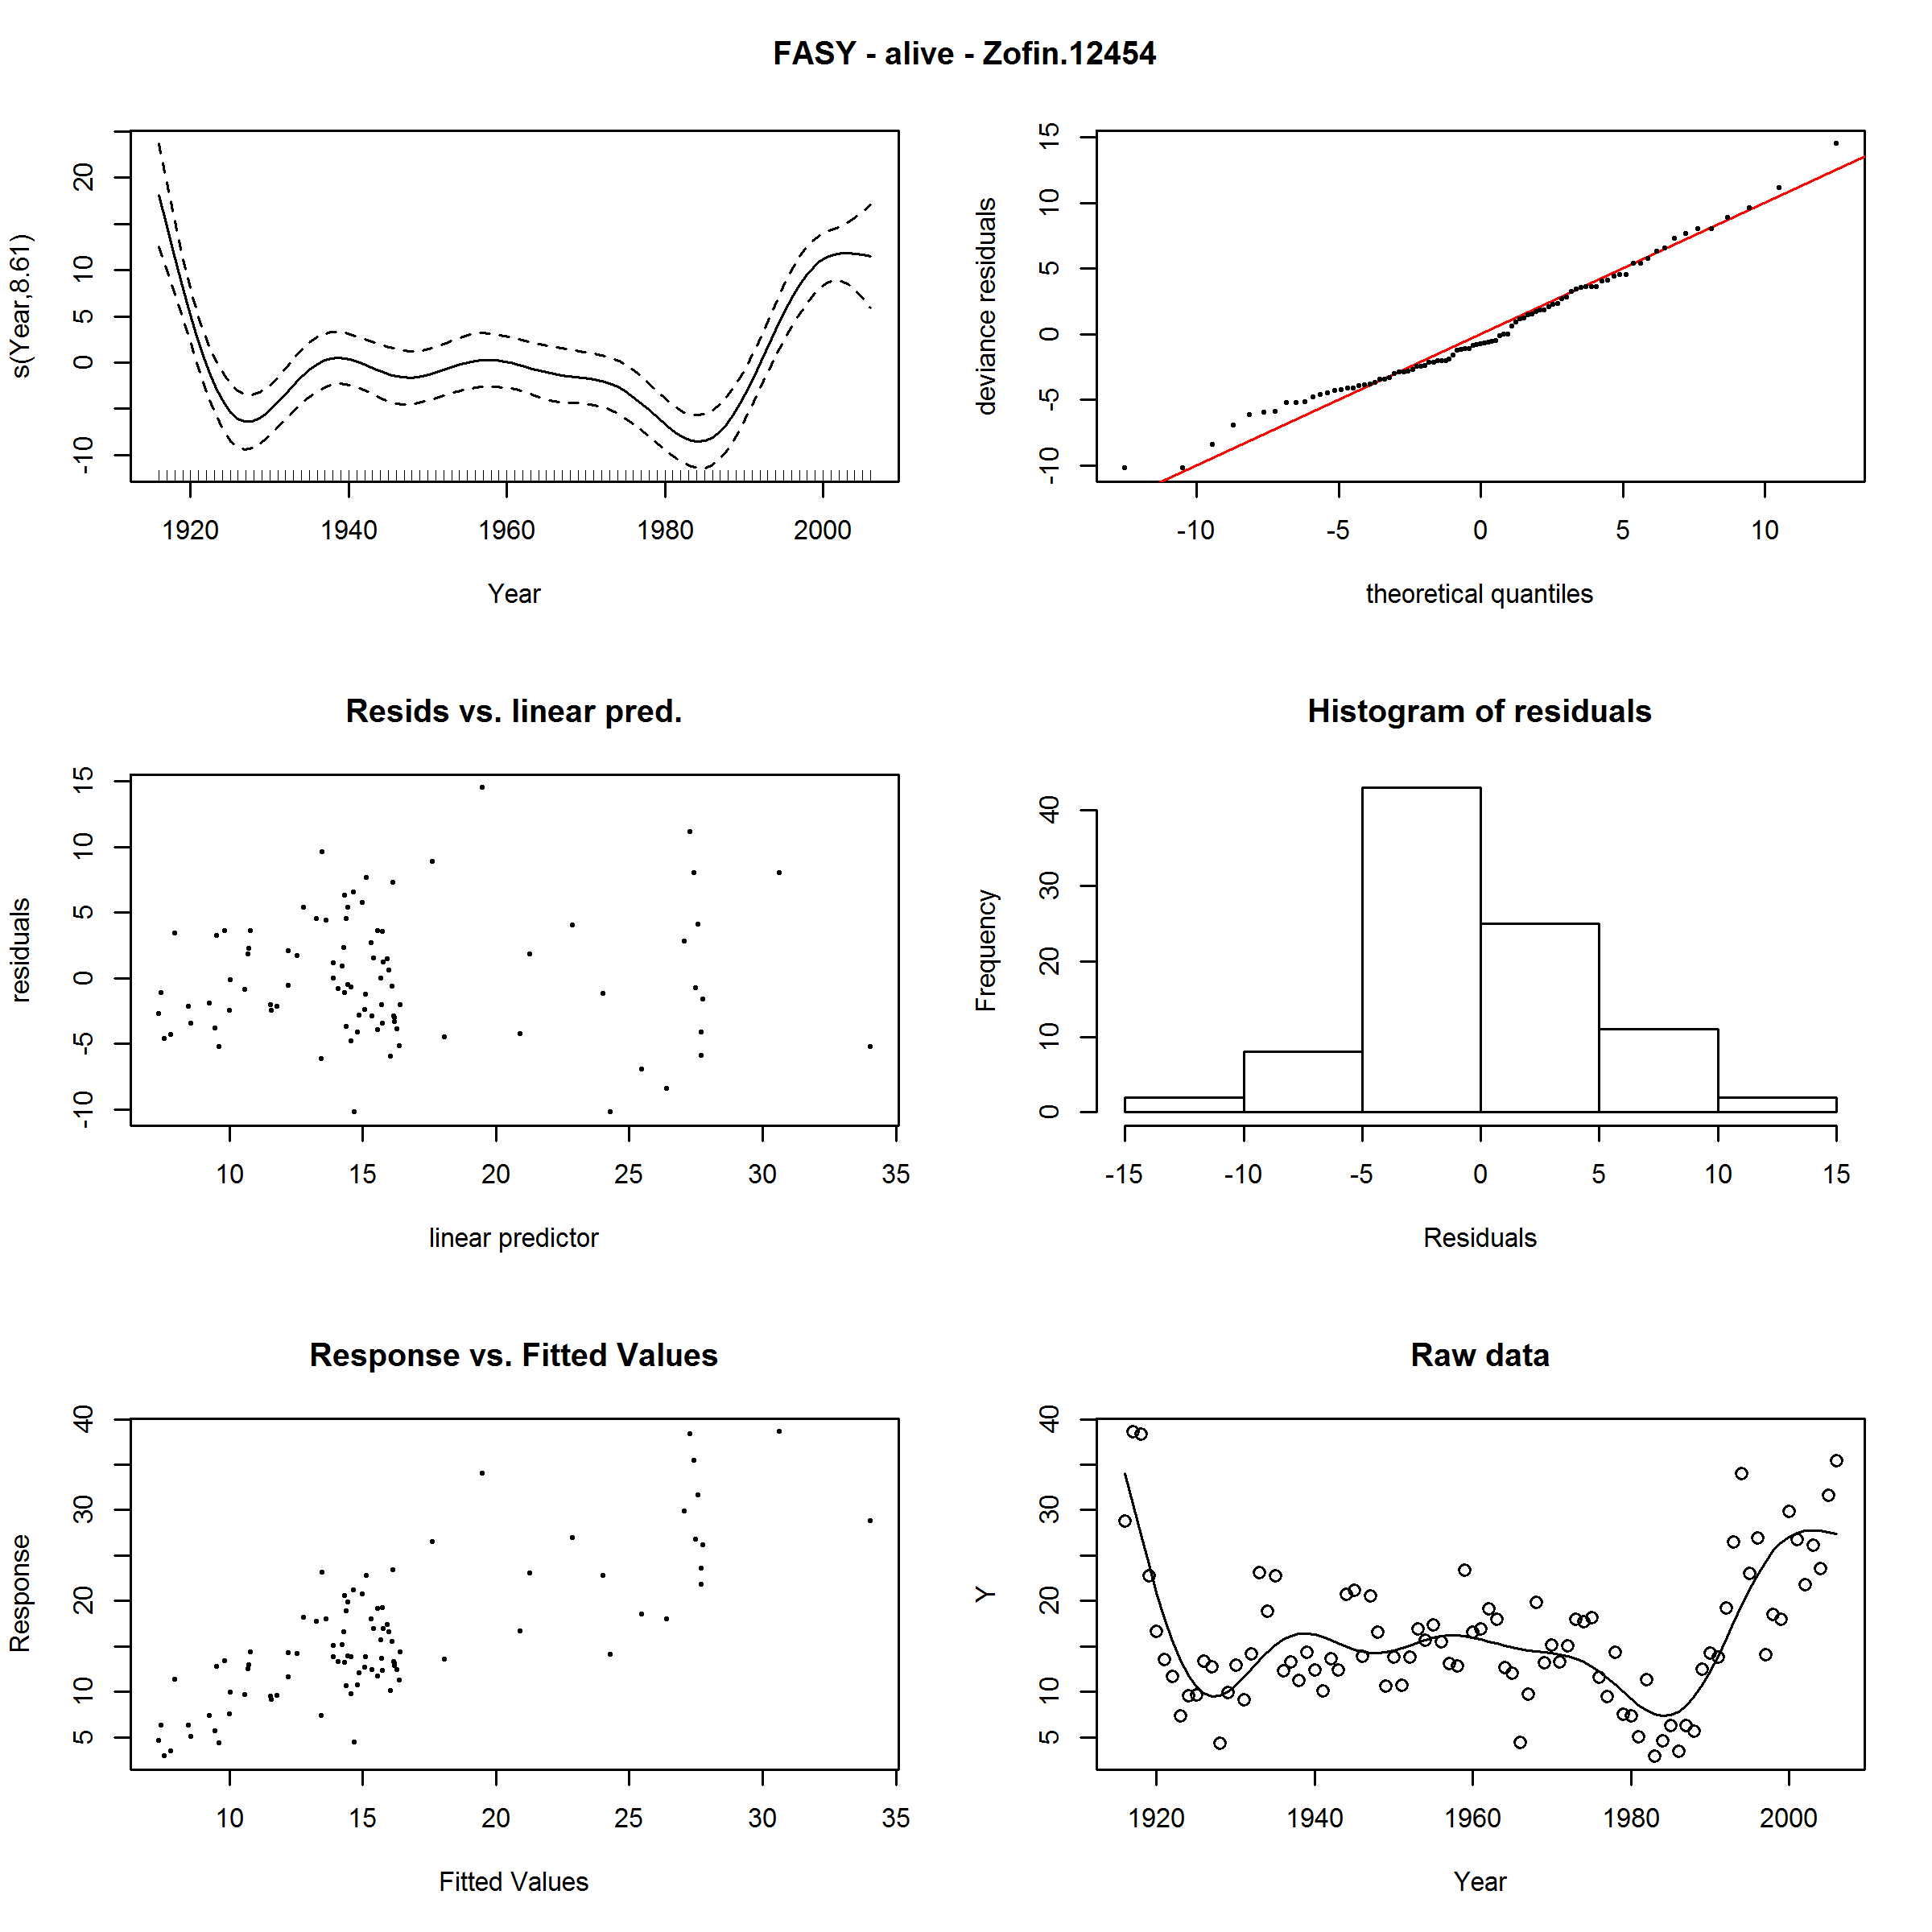 FASY - alive - Zofin.12454
s(Year,8.61)
20
10
5
0
-10
1920 1940 1960 1980 2000
Year
deviance residuals
15
10
5
0
-5
-10
-10 -5 0 5 10
theoretical quantiles
Resids vs. linear pred.
residuals
15
10
5
0
-5
-10
10 15 20 25 30 35
linear predictor
Histogram of residuals
Frequency
40
30
20
10
0
-15 -10 -5 0 5 10 15
Residuals
Response vs. Fitted Values
Response
40
30
20
10
5
10 15 20 25 30 35
Fitted Values
Raw data
Y
40
30
20
10
5
1920 1940 1960 1980 2000
Year